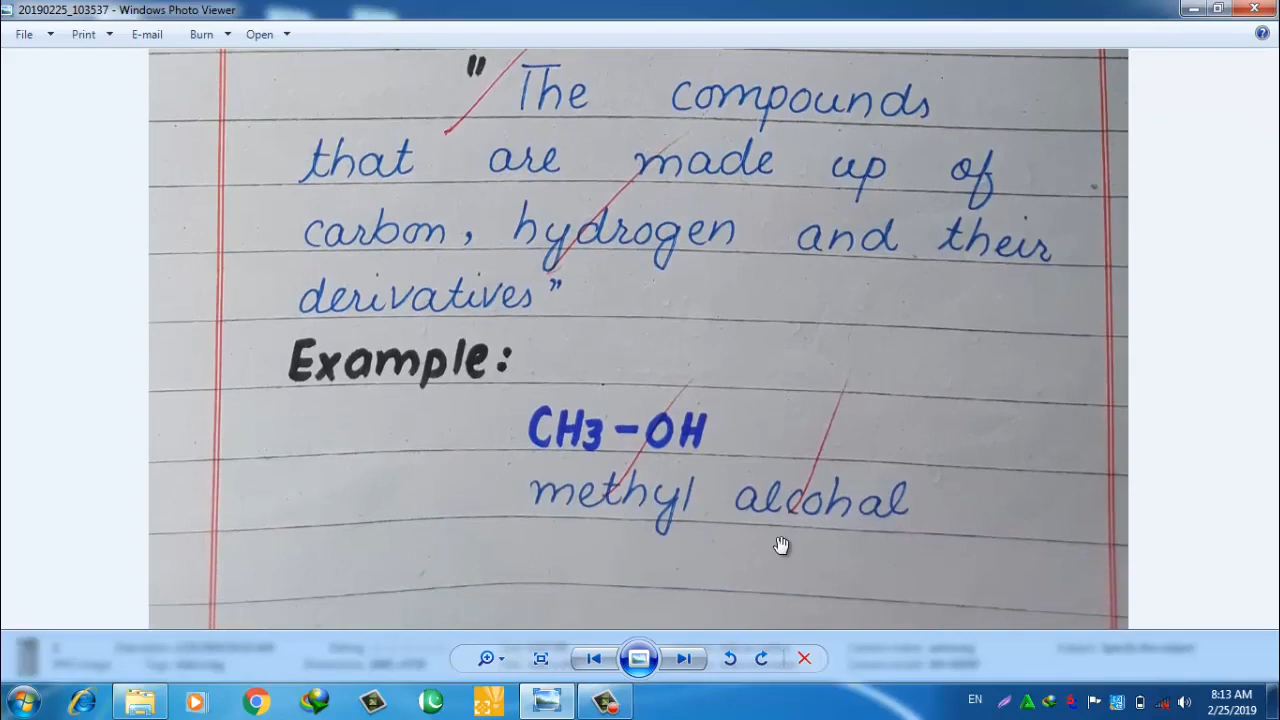 20190225_103537 - Windows Photo Viewer
File Print E-mail Burn Open
" The compounds
that are made up of
carbon, hydrogen and their
derivatives"
Example:
CH3-OH
methyl alcohal
EN
8:13 AM
2/25/2019